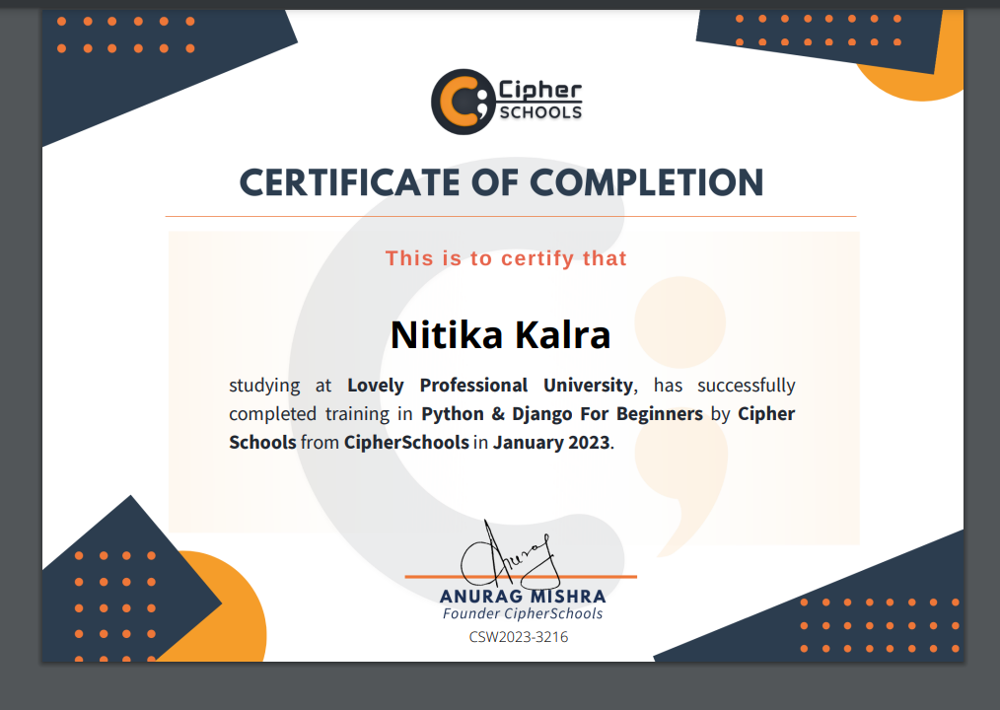 Cipher
SCHOOLS
CERTIFICATE OF COMPLETION
This is to certify that
Nitika Kalra
studying at Lovely Professional University, has successfully
completed training in Python & Django For Beginners by Cipher
Schools from CipherSchools in January 2023.
Anurag
ANURAG MISHRA
Founder CipherSchools
CSW2023-3216